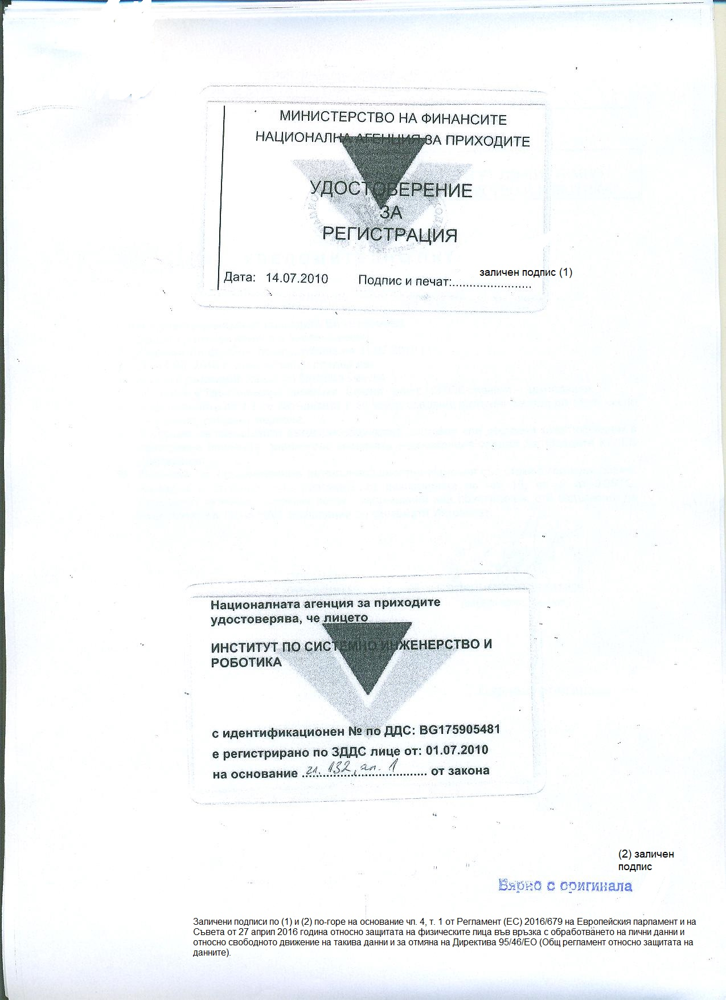 МИНИСТЕРСТВО НА ФИНАНСИТЕ
НАЦИОНАЛНА АГЕНЦИЯ ЗА ПРИХОДИТЕ
УДОСТОВЕРЕНИЕ
ЗА
РЕГИСТРАЦИЯ
заличен подпис (1)
Дата: 14.07.2010 Подпис и печат:.......................
Националната агенция за приходите
удостоверява, че лицето
ИНСТИТУТ ПО СИСТЕМНО ИНЖЕНЕРСТВО И
РОБОТИКА
с идентификационен № по ДДС: BG175905481
е регистрирано по ЗДДС лице от: 01.07.2010
на основание чл. 132, ал. 1 от закона
(2) заличен
подпис
Вярно с оригинала
Заличени подписи по (1) и (2) по-горе на основание чл. 4, т. 1 от Регламент (ЕС) 2016/679 на Европейския парламент и на
Съвета от 27 април 2016 година относно защитата на физическите лица във връзка с обработването на лични данни и
относно свободното движение на такива данни и за отмяна на Директива 95/46/ЕО (Общ регламент относно защитата на
данните).